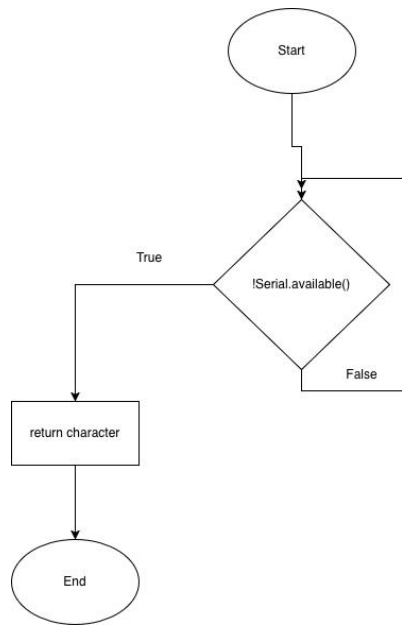 Start
True
!Serial.available()
False
return character
End